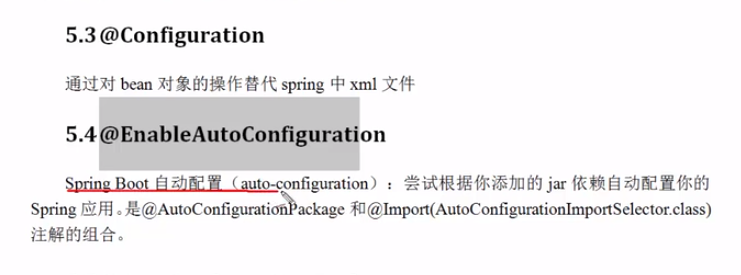 5.3@Configuration
通过对 bean 对象的操作替代 spring 中 xml 文件
5.4@EnableAutoConfiguration
Spring Boot 自动配置（auto-configuration）：尝试根据你添加的 jar 依赖自动配置你的
Spring 应用。是@AutoConfigurationPackage 和@Import(AutoConfigurationImportSelector.class)
注解的组合。